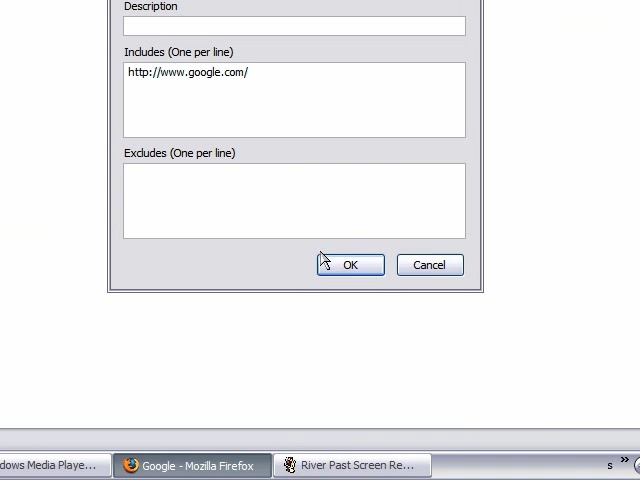 Description
Includes (One per line)
http://www.google.com/
Excludes (One per line)
OK
Cancel
dows Media Playe...
Google - Mozilla Firefox
River Past Screen Re...
s
»